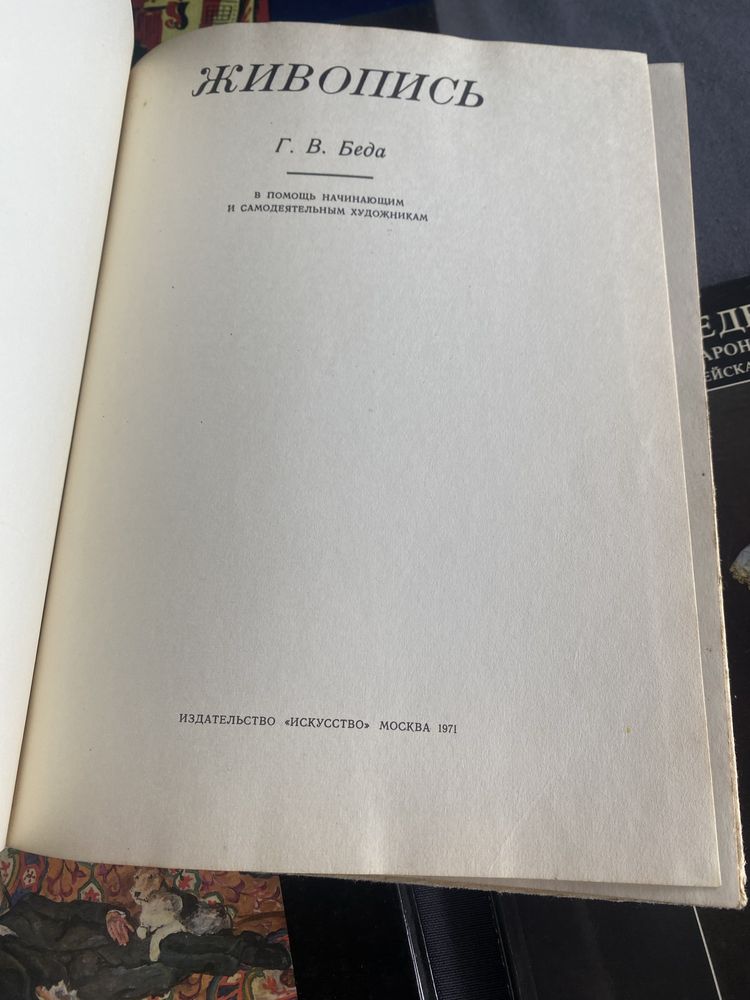 ЖИВОПИСЬ
Г. В. Беда
В ПОМОЩЬ НАЧИНАЮЩИМ
И САМОДЕЯТЕЛЬНЫМ ХУДОЖНИКАМ
ИЗДАТЕЛЬСТВО «ИСКУССТВО» МОСКВА 1971